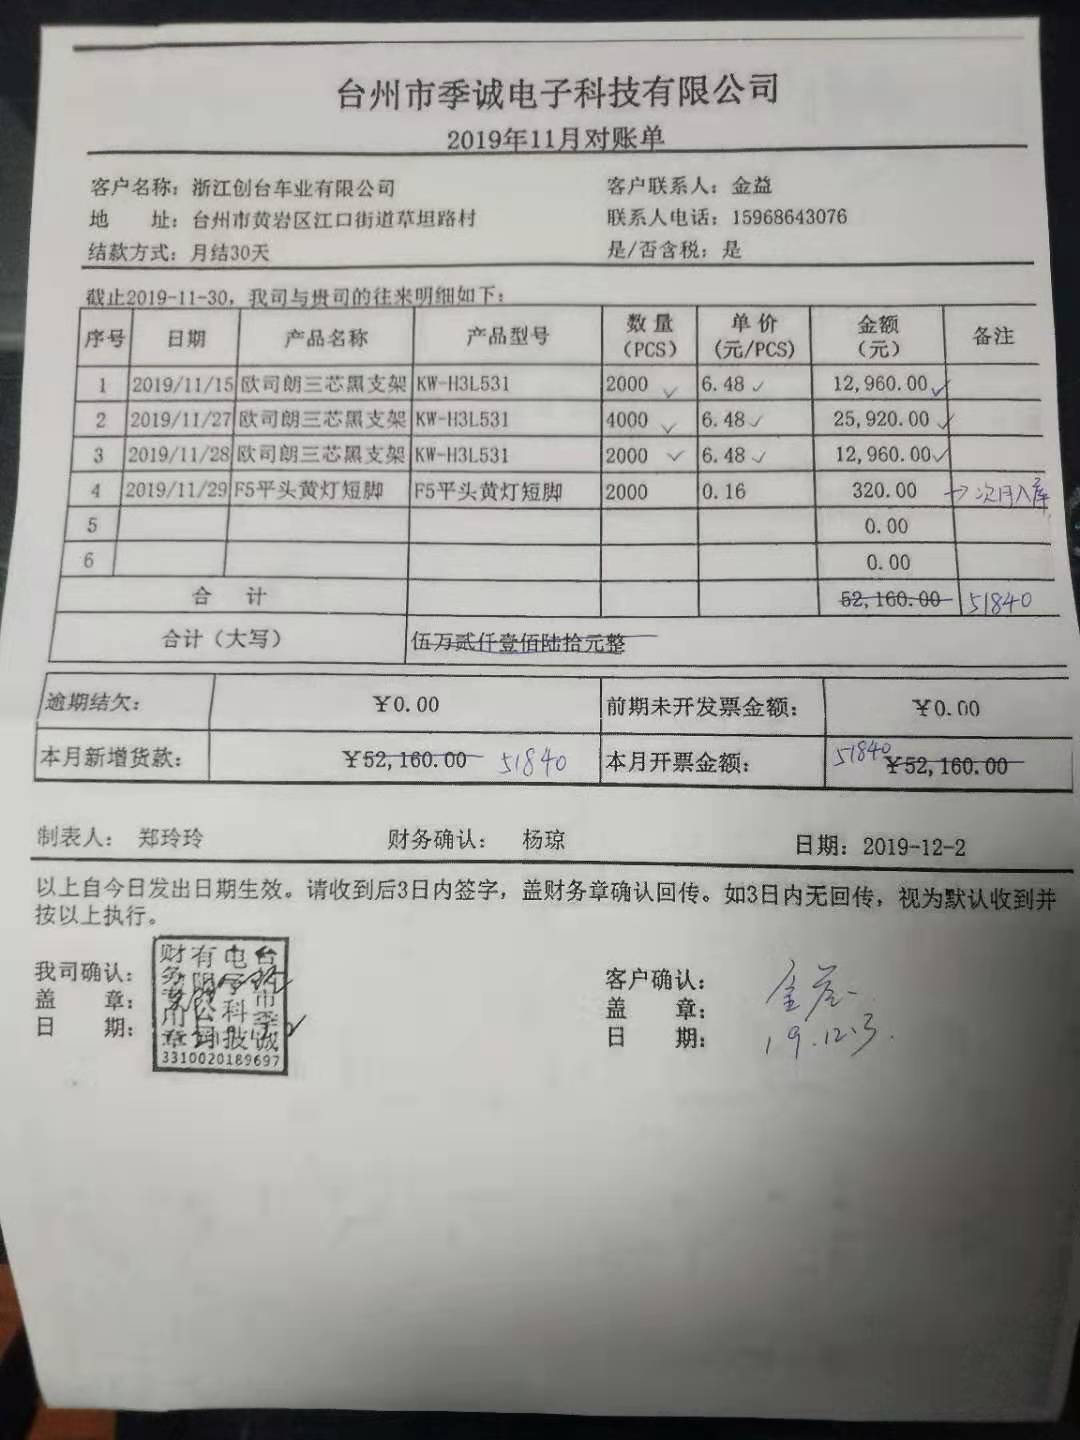 台州市季诚电子科技有限公司
2019年11月对账单
客户名称：浙江创台车业有限公司 客户联系人：金益
地 址：台州市黄岩区江口街道草坦路村 联系人电话：15968643076
结款方式：月结30天 是/否含税：是
截止2019-11-30，我司与贵司的往来明细如下：
序号 日期 产品名称 产品型号 数量(PCS) 单价(元/PCS) 金额(元) 备注
1 2019/11/15 欧司朗三芯黑支架 KW-H3L531 2000 ✓ 6.48 ✓ 12,960.00 ✓
2 2019/11/27 欧司朗三芯黑支架 KW-H3L531 4000 ✓ 6.48 ✓ 25,920.00 ✓
3 2019/11/28 欧司朗三芯黑支架 KW-H3L531 2000 ✓ 6.48 ✓ 12,960.00 ✓
4 2019/11/29 F5平头黄灯短脚 F5平头黄灯短脚 2000 0.16 320.00 →次月入库
5 0.00
6 0.00
合 计 52,160.00 51840
合计（大写） 伍万贰仟壹佰陆拾元整
逾期结欠： ¥0.00 前期未开发票金额： ¥0.00
本月新增货款： ¥52,160.00 51840 本月开票金额： 51840 ¥52,160.00
制表人： 郑玲玲 财务确认： 杨琼 日期：2019-12-2
以上自今日发出日期生效。请收到后3日内签字，盖财务章确认回传。如3日内无回传，视为默认收到并
按以上执行。
我司确认： 客户确认： 金益
盖 章： 盖 章：
日 期： 日 期： 19.12.3
台州市季诚电子科技有限公司财务专用章
3310020189697